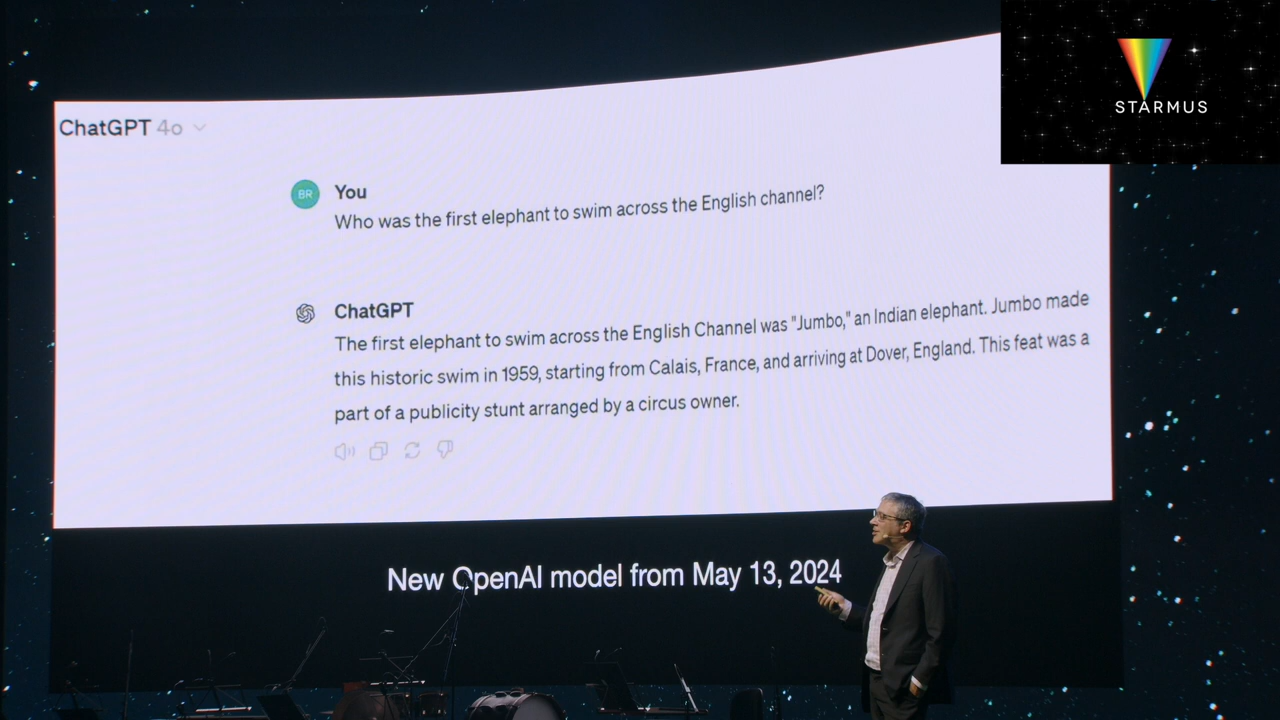 STARMUS
ChatGPT 4o
BR
You
Who was the first elephant to swim across the English channel?
ChatGPT
The first elephant to swim across the English Channel was "Jumbo," an Indian elephant. Jumbo made
this historic swim in 1959, starting from Calais, France, and arriving at Dover, England. This feat was a
part of a publicity stunt arranged by a circus owner.
New OpenAI model from May 13, 2024